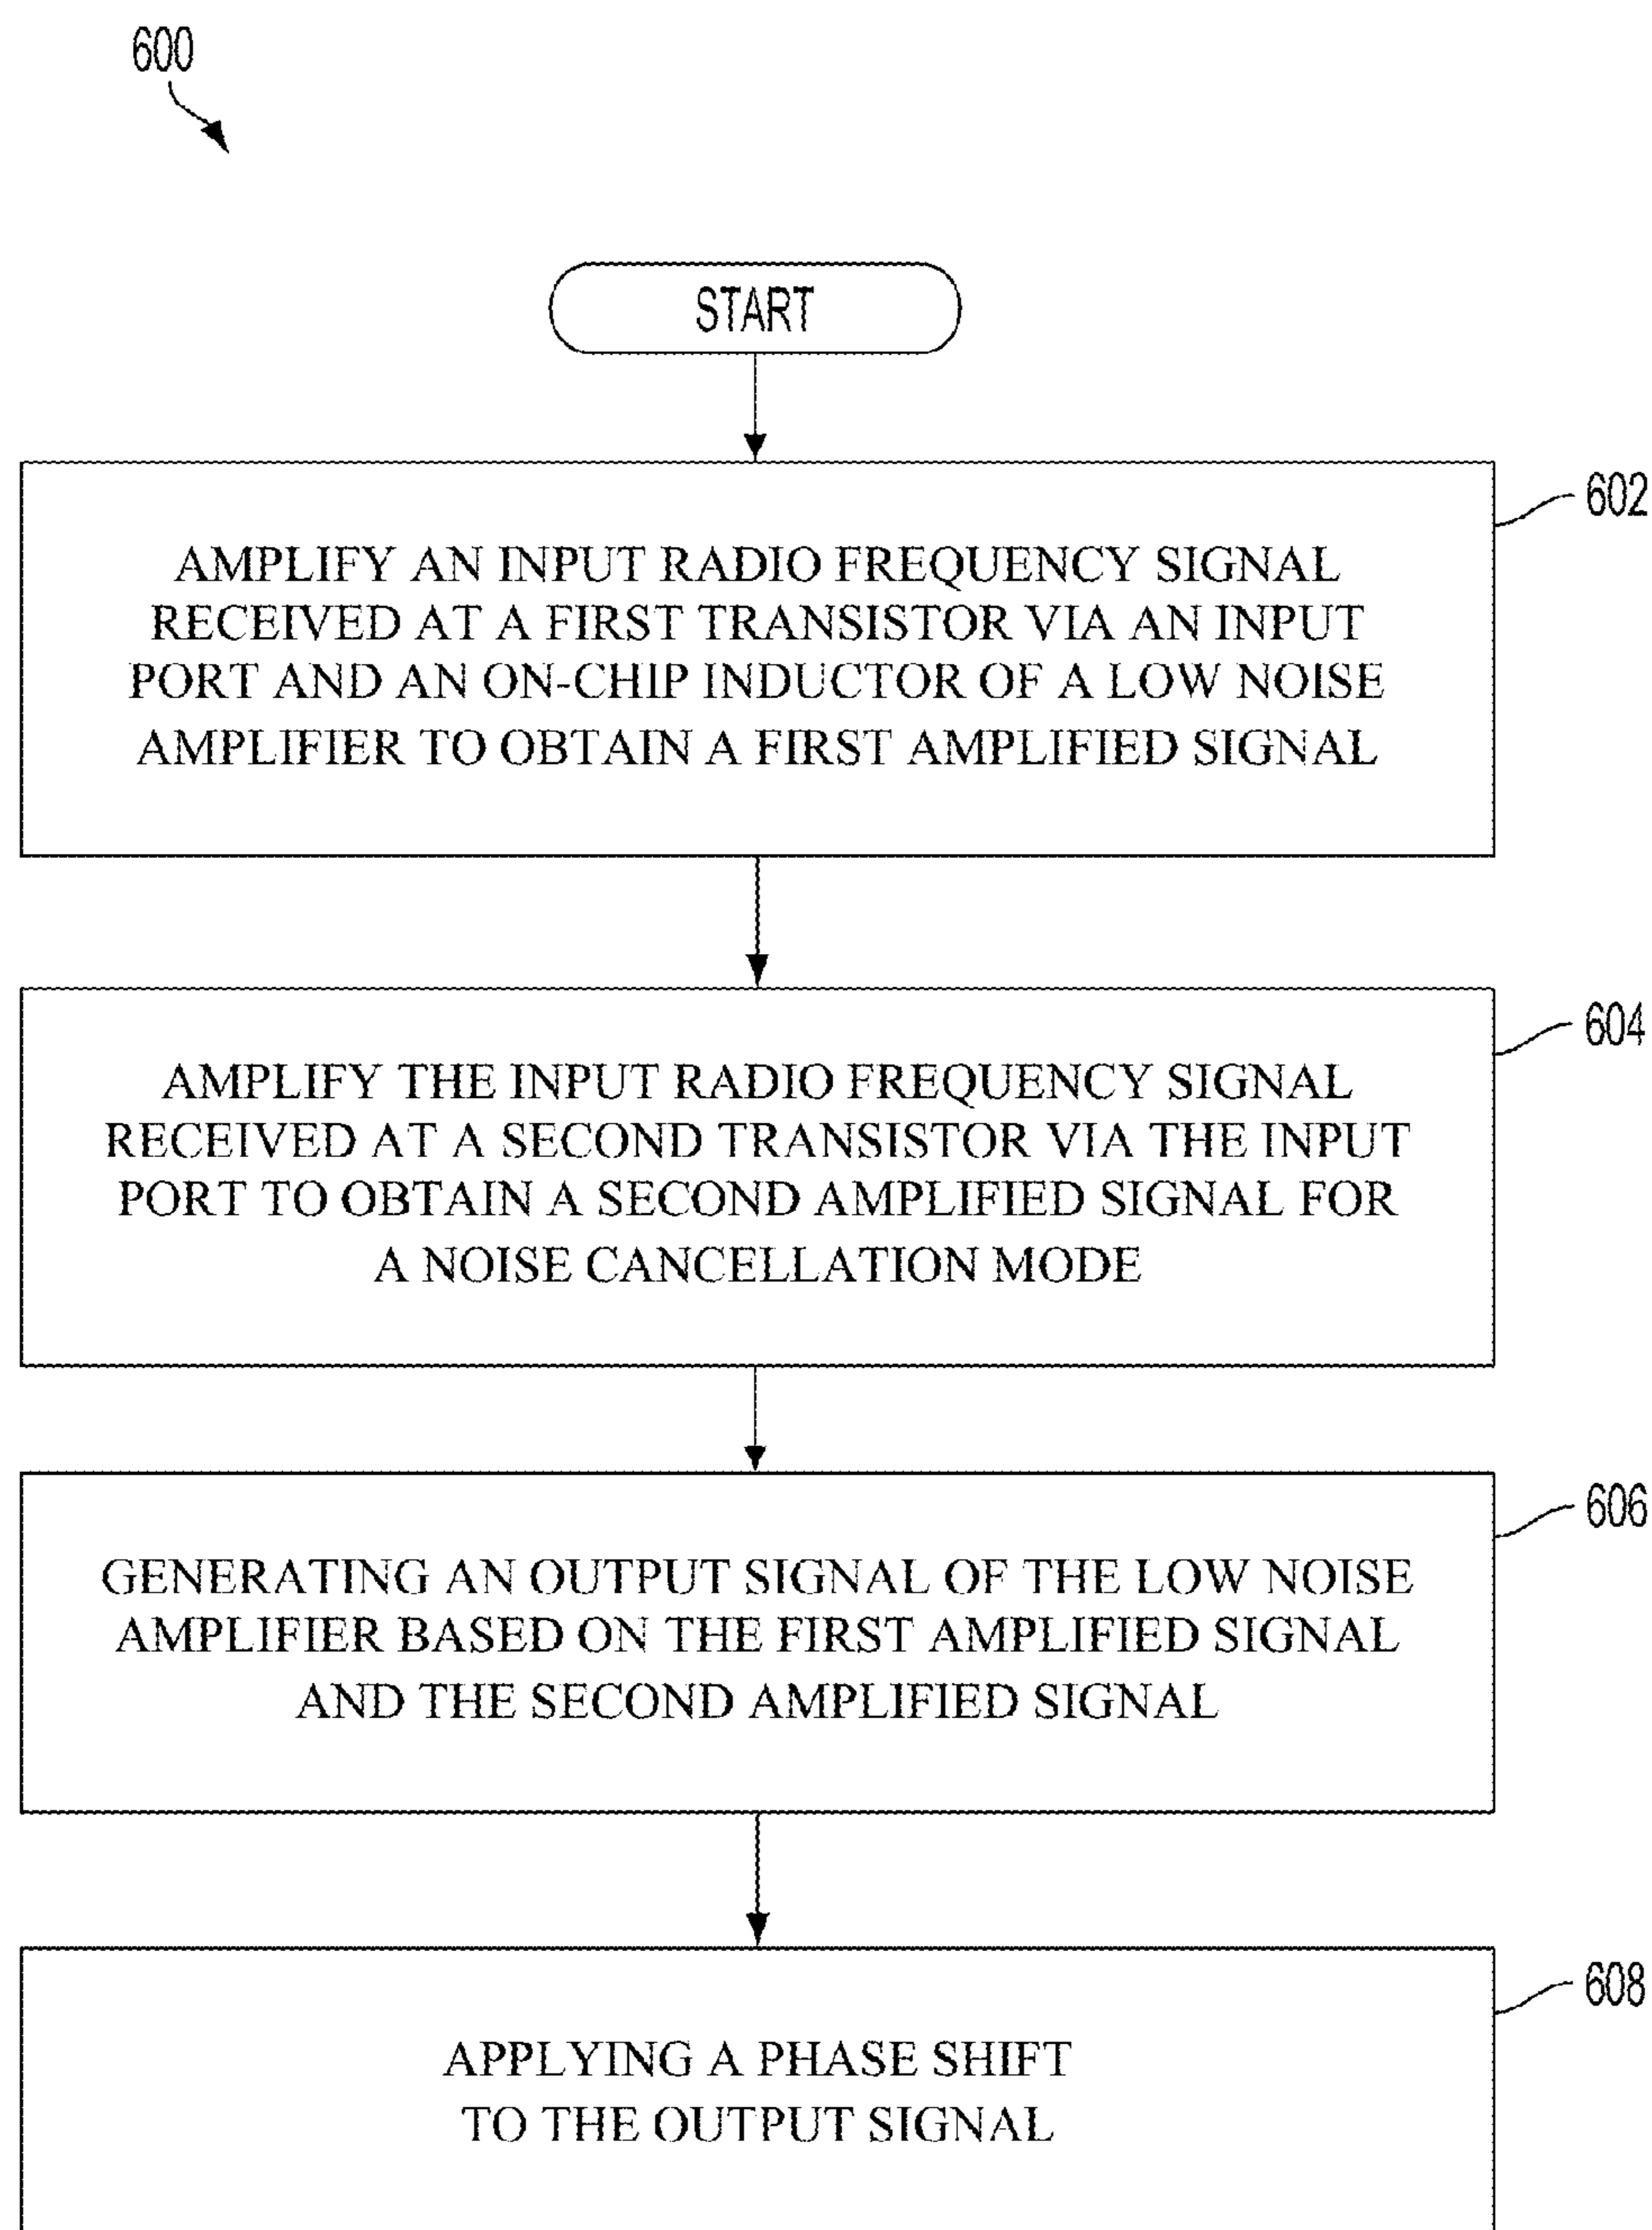 600
START
602
AMPLIFY AN INPUT RADIO FREQUENCY SIGNAL
RECEIVED AT A FIRST TRANSISTOR VIA AN INPUT
PORT AND AN ON-CHIP INDUCTOR OF A LOW NOISE
AMPLIFIER TO OBTAIN A FIRST AMPLIFIED SIGNAL
604
AMPLIFY THE INPUT RADIO FREQUENCY SIGNAL
RECEIVED AT A SECOND TRANSISTOR VIA THE INPUT
PORT TO OBTAIN A SECOND AMPLIFIED SIGNAL FOR
A NOISE CANCELLATION MODE
606
GENERATING AN OUTPUT SIGNAL OF THE LOW NOISE
AMPLIFIER BASED ON THE FIRST AMPLIFIED SIGNAL
AND THE SECOND AMPLIFIED SIGNAL
608
APPLYING A PHASE SHIFT
TO THE OUTPUT SIGNAL